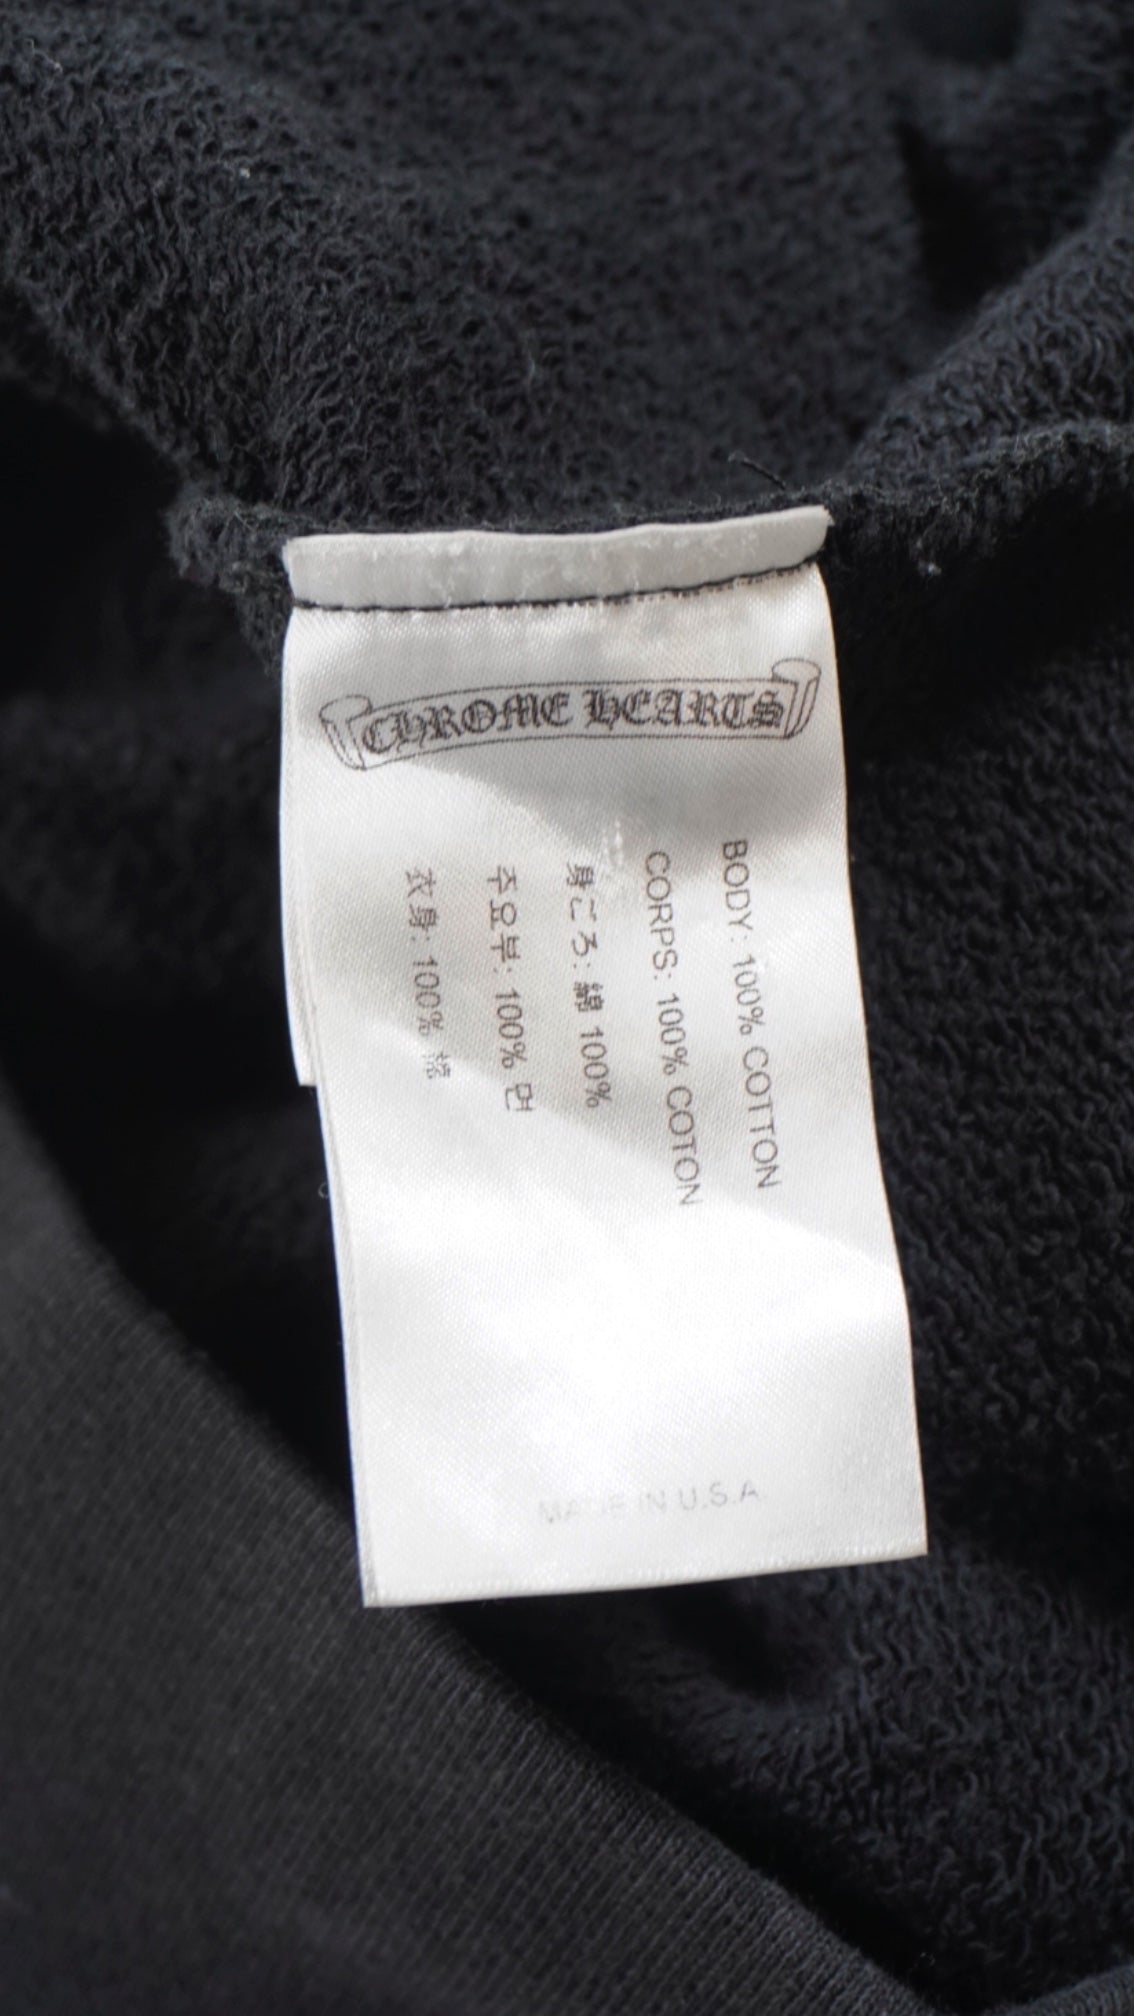 CHROME HEARTS
BODY: 100% COTTON
CORPS: 100% COTON
身ごろ: 綿 100%
주요부: 100% 면
衣身: 100% 棉
MADE IN U.S.A.